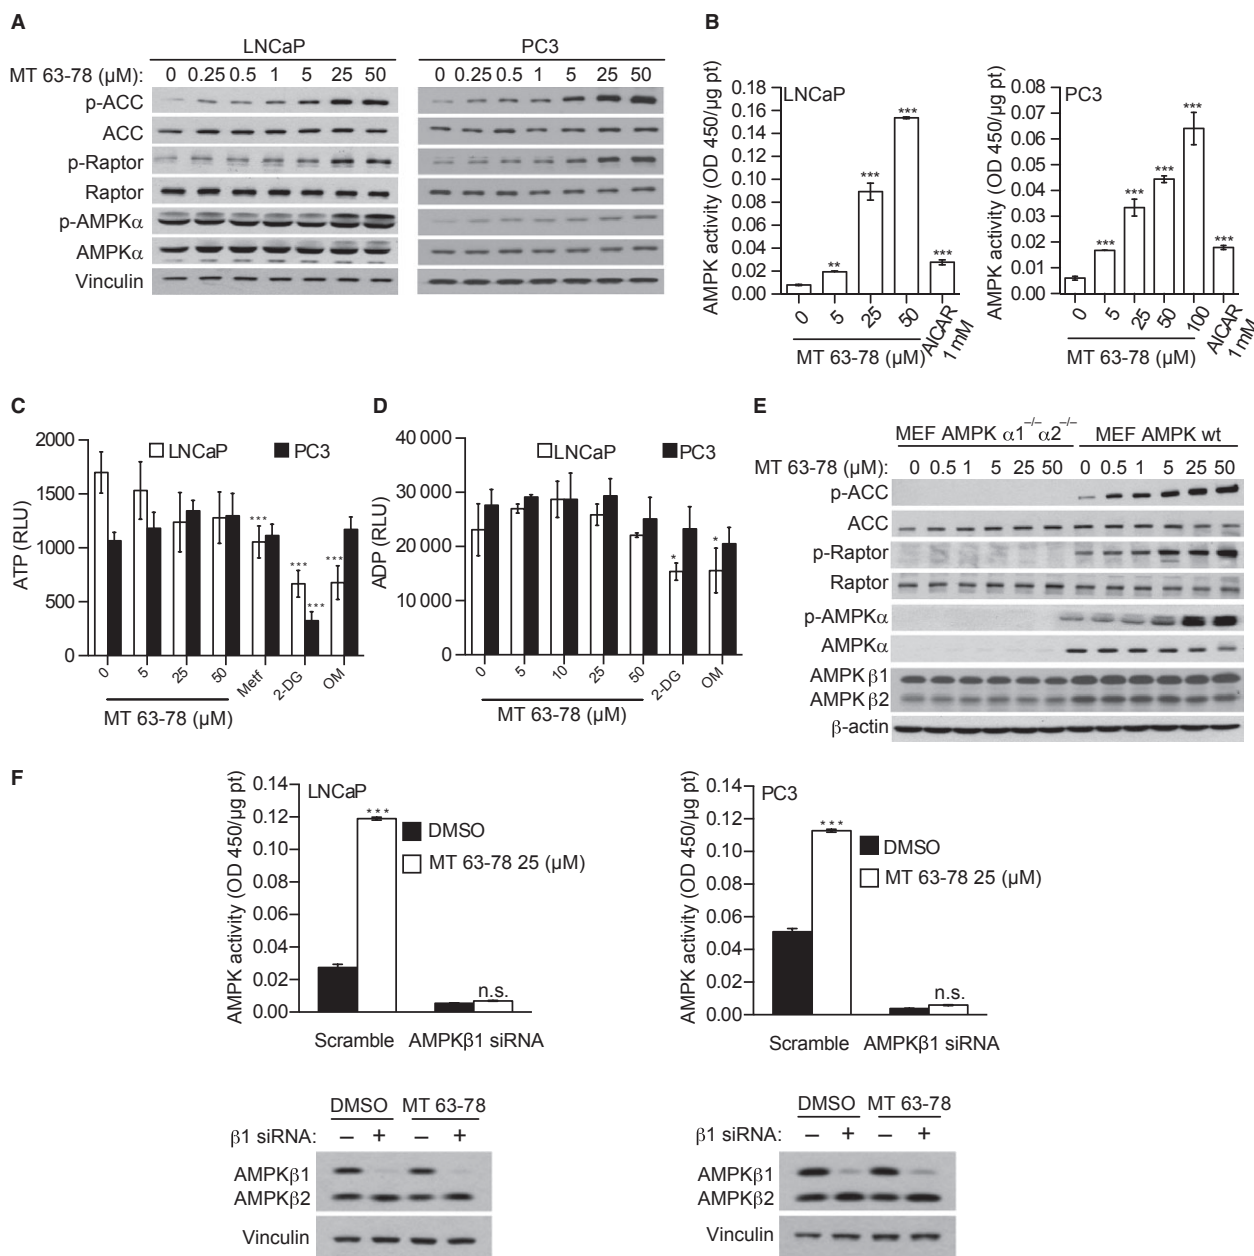 A
LNCaP PC3
MT 63-78 (µM): 0 0.25 0.5 1 5 25 50 0 0.25 0.5 1 5 25 50
p-ACC
ACC
p-Raptor
Raptor
p-AMPKα
AMPKα
Vinculin
B
AMPK activity (OD 450/µg pt)
LNCaP
0.18
0.16
0.14
0.12
0.10
0.08
0.06
0.04
0.02
0.00
** *** *** ***
0 5 25 50 AICAR 1 mM
MT 63-78 (µM)
AMPK activity (OD 450/µg pt)
PC3
0.08
0.07
0.06
0.05
0.04
0.03
0.02
0.01
0.00
*** *** *** *** ***
0 5 25 50 100 AICAR 1 mM
MT 63-78 (µM)
C
ATP (RLU)
LNCaP PC3
2000
1500
1000
500
0
*** *** *** ***
0 5 25 50 Metf 2-DG OM
MT 63-78 (µM)
D
ADP (RLU)
LNCaP PC3
40 000
30 000
20 000
10 000
0
* *
0 5 10 25 50 2-DG OM
MT 63-78 (µM)
E
MEF AMPK α1−/−α2−/− MEF AMPK wt
MT 63-78 (µM): 0 0.5 1 5 25 50 0 0.5 1 5 25 50
p-ACC
ACC
p-Raptor
Raptor
p-AMPKα
AMPKα
AMPK β1
AMPK β2
β-actin
F
AMPK activity (OD 450/µg pt)
LNCaP
0.14
0.12
0.10
0.08
0.06
0.04
0.02
0.00
***
DMSO
MT 63-78 25 (µM)
n.s.
Scramble AMPKβ1 siRNA
AMPK activity (OD 450/µg pt)
PC3
0.14
0.12
0.10
0.08
0.06
0.04
0.02
0.00
***
DMSO
MT 63-78 25 (µM)
n.s.
Scramble AMPKβ1 siRNA
DMSO MT 63-78
β1 siRNA: − + − +
AMPKβ1
AMPKβ2
Vinculin
DMSO MT 63-78
β1 siRNA: − + − +
AMPKβ1
AMPKβ2
Vinculin